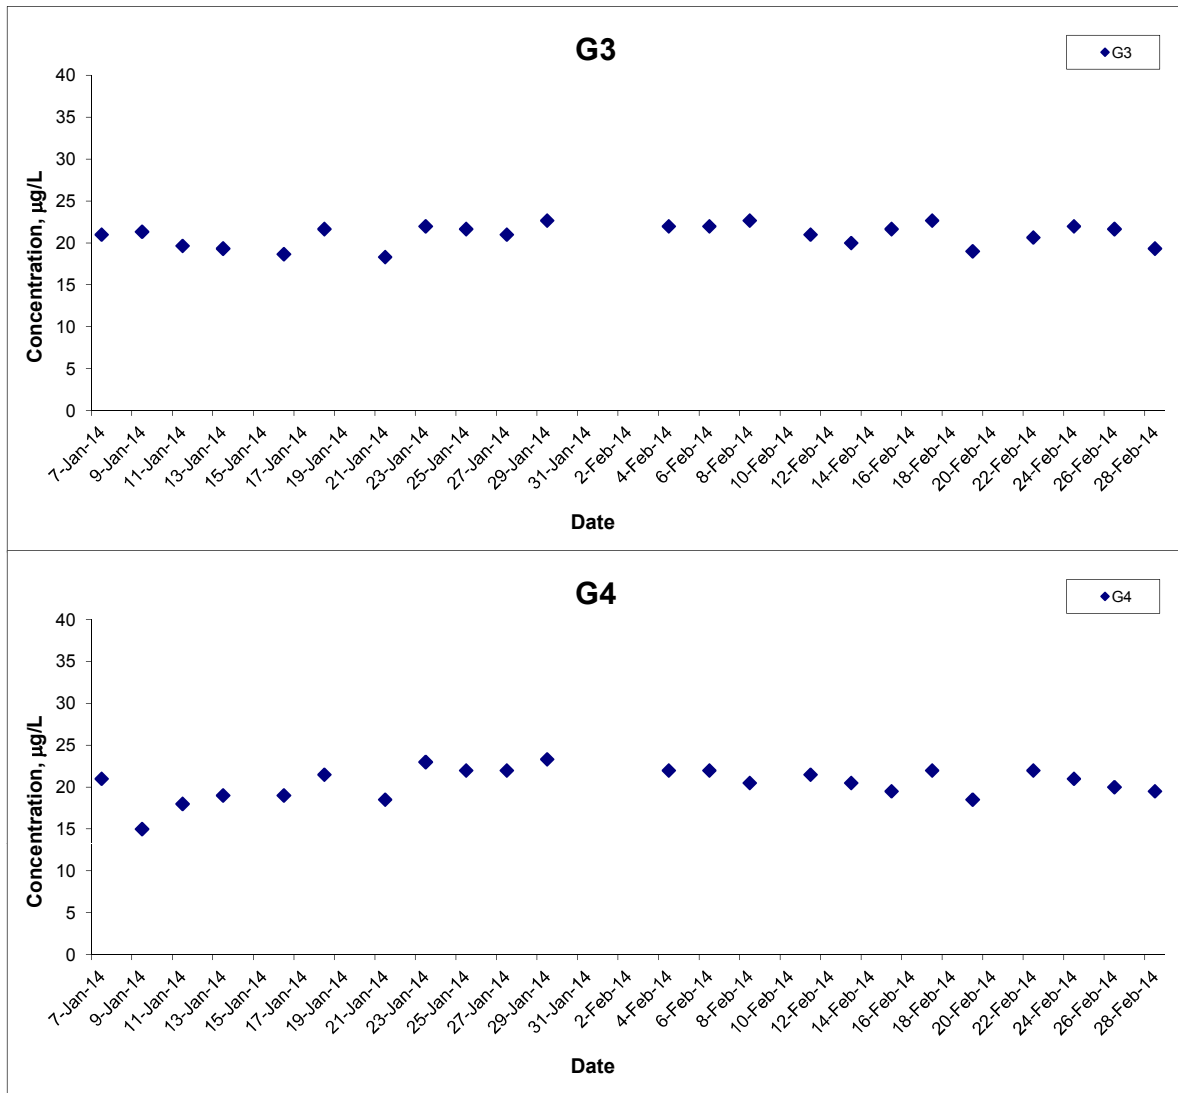 G3
G3
40
35
30
25
20
15
10
5
0
Concentration, µg/L
7-Jan-14
9-Jan-14
11-Jan-14
13-Jan-14
15-Jan-14
17-Jan-14
19-Jan-14
21-Jan-14
23-Jan-14
25-Jan-14
27-Jan-14
29-Jan-14
31-Jan-14
2-Feb-14
4-Feb-14
6-Feb-14
8-Feb-14
10-Feb-14
12-Feb-14
14-Feb-14
16-Feb-14
18-Feb-14
20-Feb-14
22-Feb-14
24-Feb-14
26-Feb-14
28-Feb-14
Date
G4
G4
40
35
30
25
20
15
10
5
0
Concentration, µg/L
7-Jan-14
9-Jan-14
11-Jan-14
13-Jan-14
15-Jan-14
17-Jan-14
19-Jan-14
21-Jan-14
23-Jan-14
25-Jan-14
27-Jan-14
29-Jan-14
31-Jan-14
2-Feb-14
4-Feb-14
6-Feb-14
8-Feb-14
10-Feb-14
12-Feb-14
14-Feb-14
16-Feb-14
18-Feb-14
20-Feb-14
22-Feb-14
24-Feb-14
26-Feb-14
28-Feb-14
Date